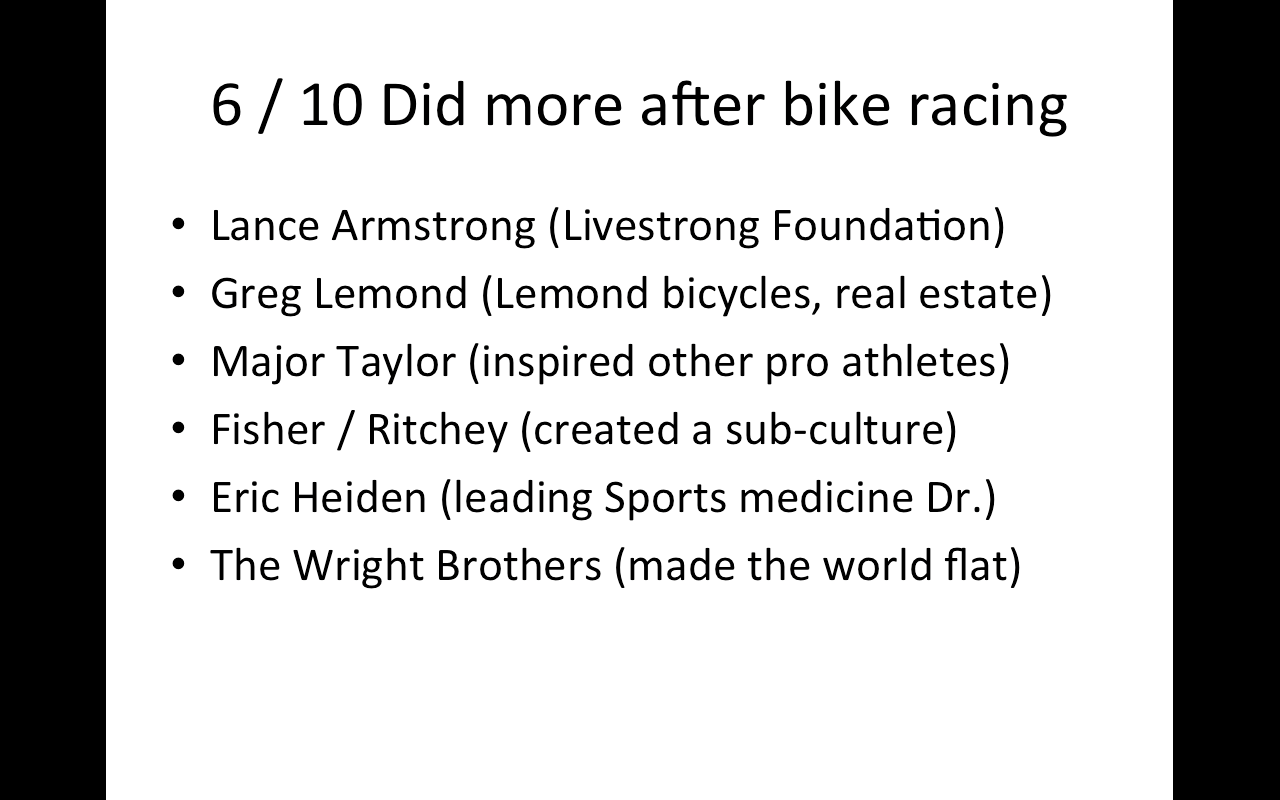 6 / 10 Did more after bike racing
• Lance Armstrong (Livestrong Foundation)
• Greg Lemond (Lemond bicycles, real estate)
• Major Taylor (inspired other pro athletes)
• Fisher / Ritchey (created a sub-culture)
• Eric Heiden (leading Sports medicine Dr.)
• The Wright Brothers (made the world flat)